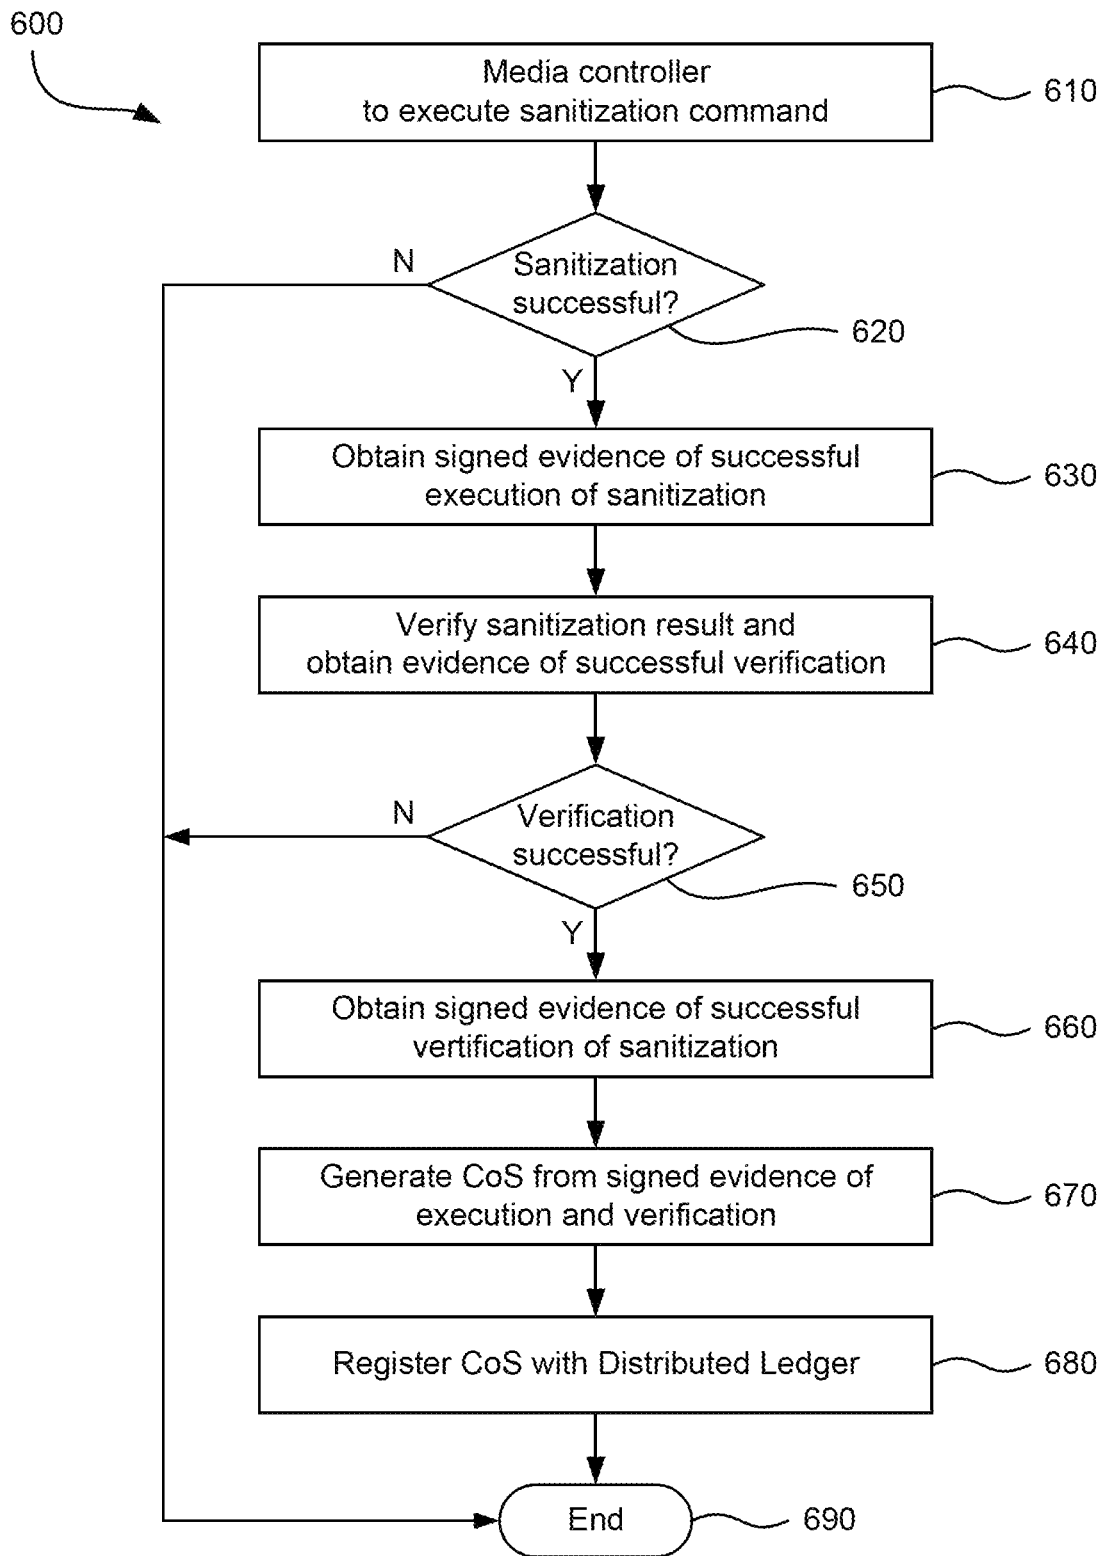 600
Media controller
to execute sanitization command
610
N
Sanitization
successful?
620
Y
Obtain signed evidence of successful
execution of sanitization
630
Verify sanitization result and
obtain evidence of successful verification
640
N
Verification
successful?
650
Y
Obtain signed evidence of successful
vertification of sanitization
660
Generate CoS from signed evidence of
execution and verification
670
Register CoS with Distributed Ledger
680
End
690